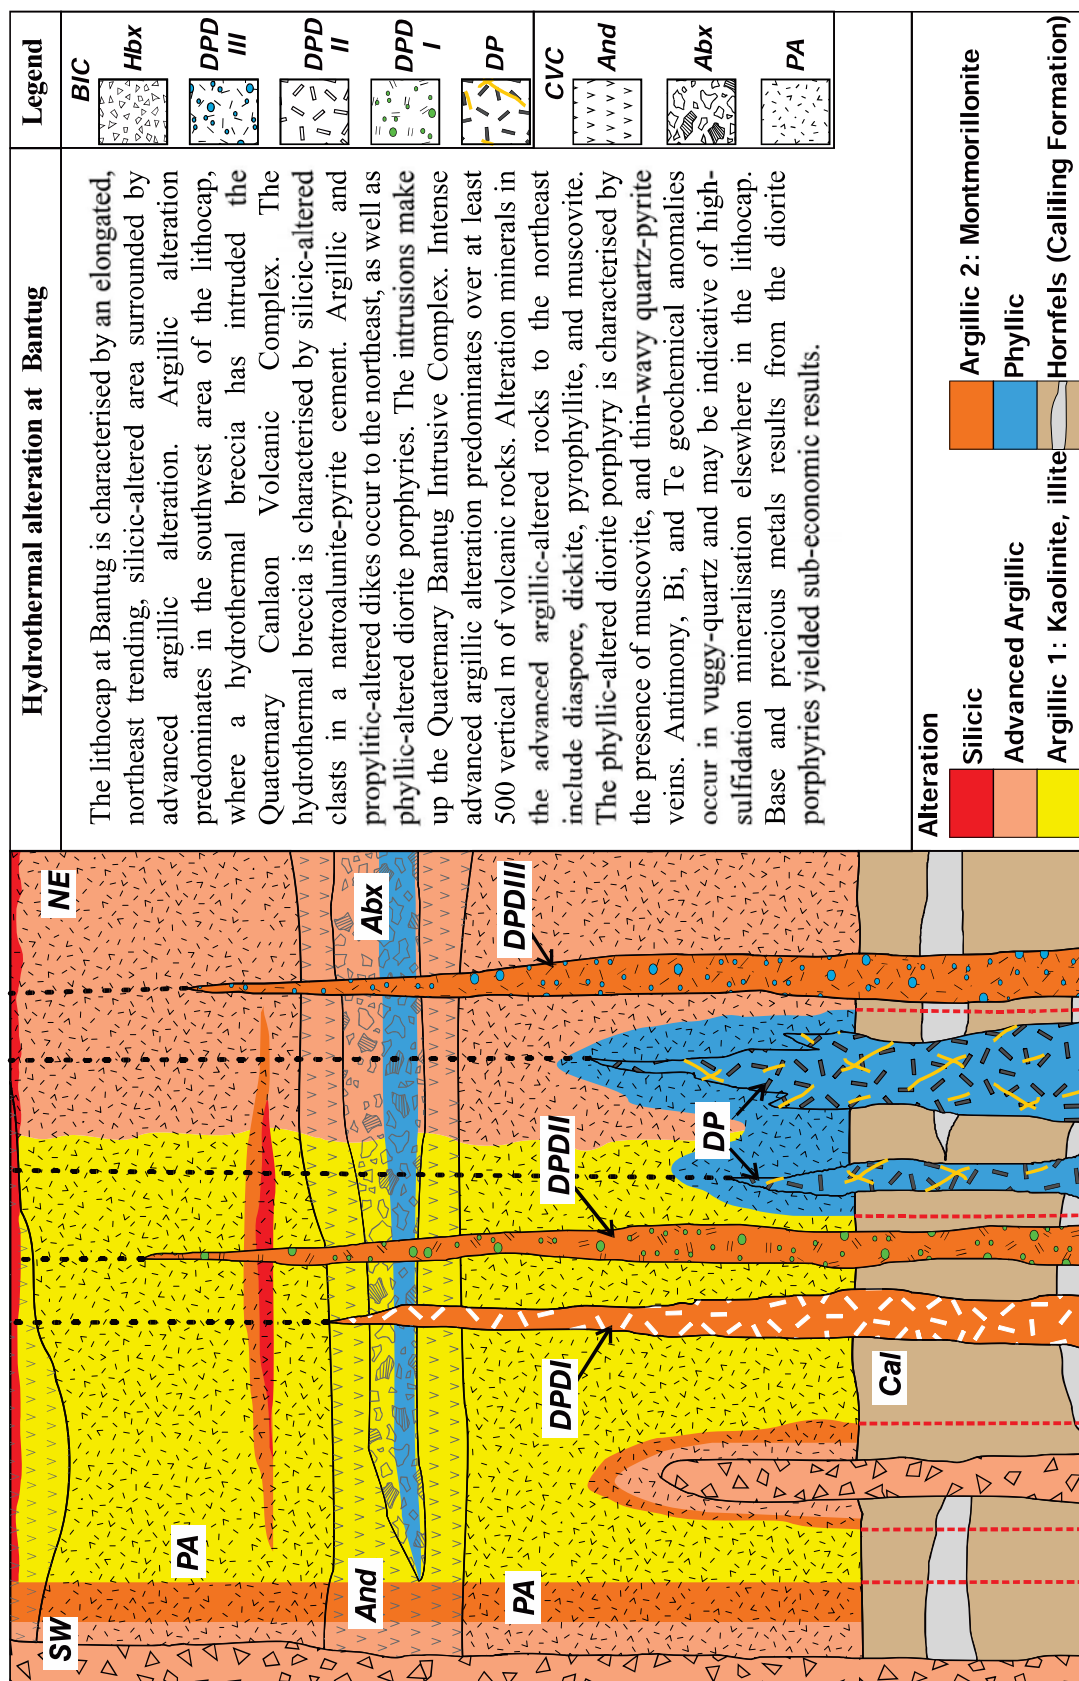 Hydrothermal alteration at Bantug
The lithocap at Bantug is characterised by an elongated,
northeast trending, silicic-altered area surrounded by
advanced argillic alteration. Argillic alteration
predominates in the southwest area of the lithocap,
where a hydrothermal breccia has intruded the
Quaternary Canlaon Volcanic Complex. The
hydrothermal breccia is characterised by silicic-altered
clasts in a natroalunite-pyrite cement. Argillic and
propylitic-altered dikes occur to the northeast, as well as
phyllic-altered diorite porphyries. The intrusions make
up the Quaternary Bantug Intrusive Complex. Intense
advanced argillic alteration predominates over at least
500 vertical m of volcanic rocks. Alteration minerals in
the advanced argillic-altered rocks to the northeast
include diaspore, dickite, pyrophyllite, and muscovite.
The phyllic-altered diorite porphyry is characterised by
the presence of muscovite, and thin-wavy quartz-pyrite
veins. Antimony, Bi, and Te geochemical anomalies
occur in vuggy-quartz and may be indicative of high-
sulfidation mineralisation elsewhere in the lithocap.
Base and precious metals results from the diorite
porphyries yielded sub-economic results.
Legend
BIC
Hbx
DPD
III
DPD
II
DPD
I
DP
CVC
And
Abx
PA
Alteration
Silicic
Advanced Argillic
Argillic 1: Kaolinite, illite
Argillic 2: Montmorillonite
Phyllic
Hornfels (Caliling Formation)
SW
NE
PA
And
Abx
PA
DPDI
DPDII
DP
DPDIII
Cal